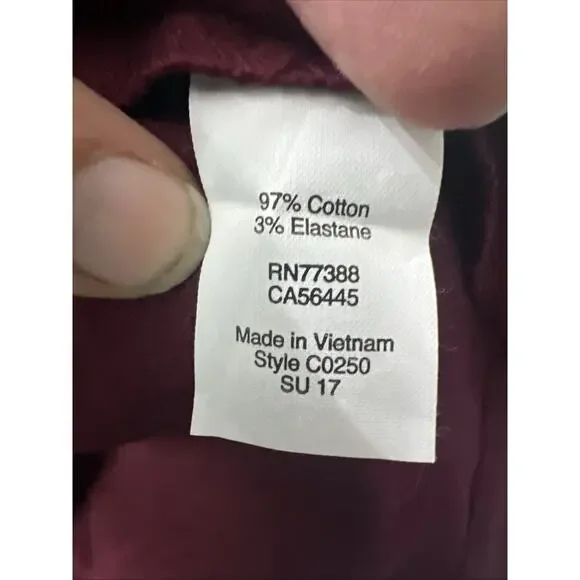 97% Cotton
3% Elastane
RN77388
CA56445
Made in Vietnam
Style C0250
SU 17